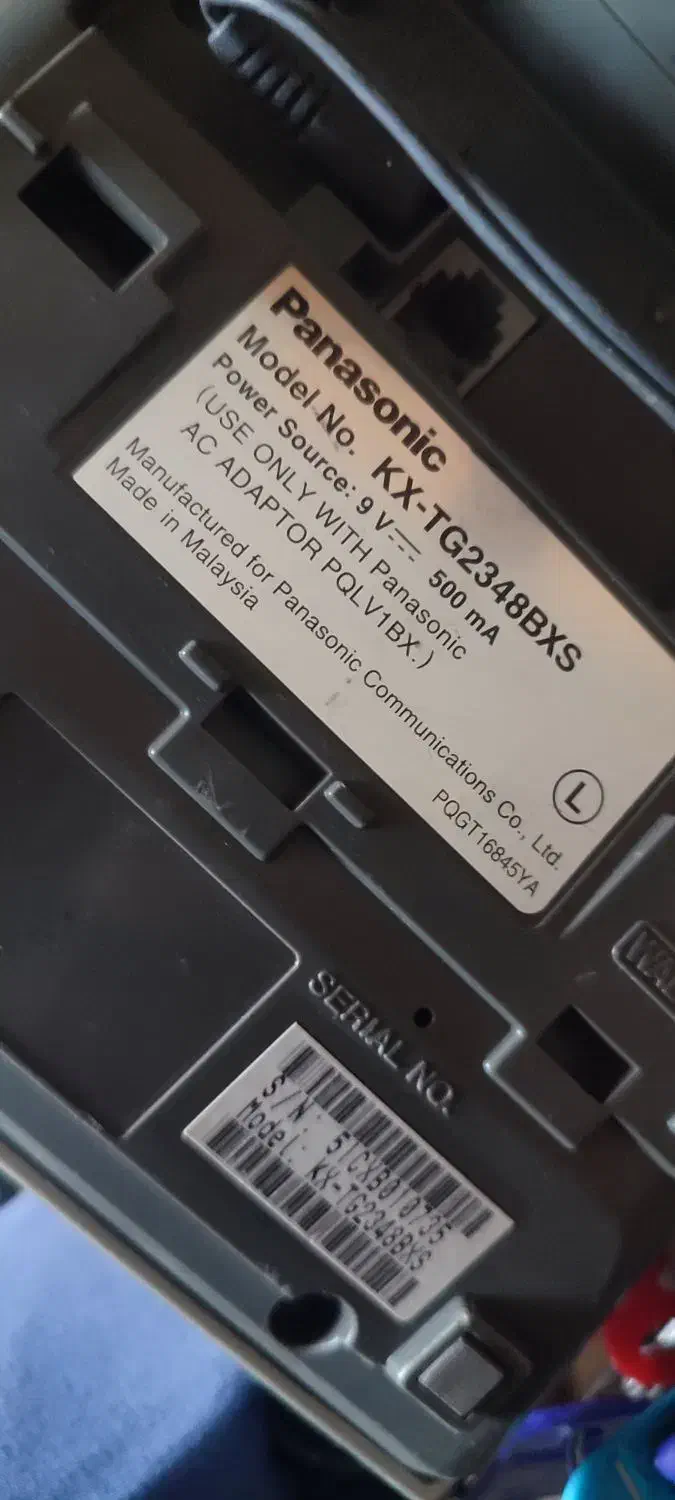 Panasonic
Model No. KX-TG2348BXS
Power Source: 9 V⎓ 500 mA
(USE ONLY WITH Panasonic
AC ADAPTOR PQLV1BX.)
Manufactured for Panasonic Communications Co., Ltd.
Made in Malaysia
L
PQGT16845YA
SERIAL NO.
S/N: 5TCXB010735
Model: KX-TG2348BXS